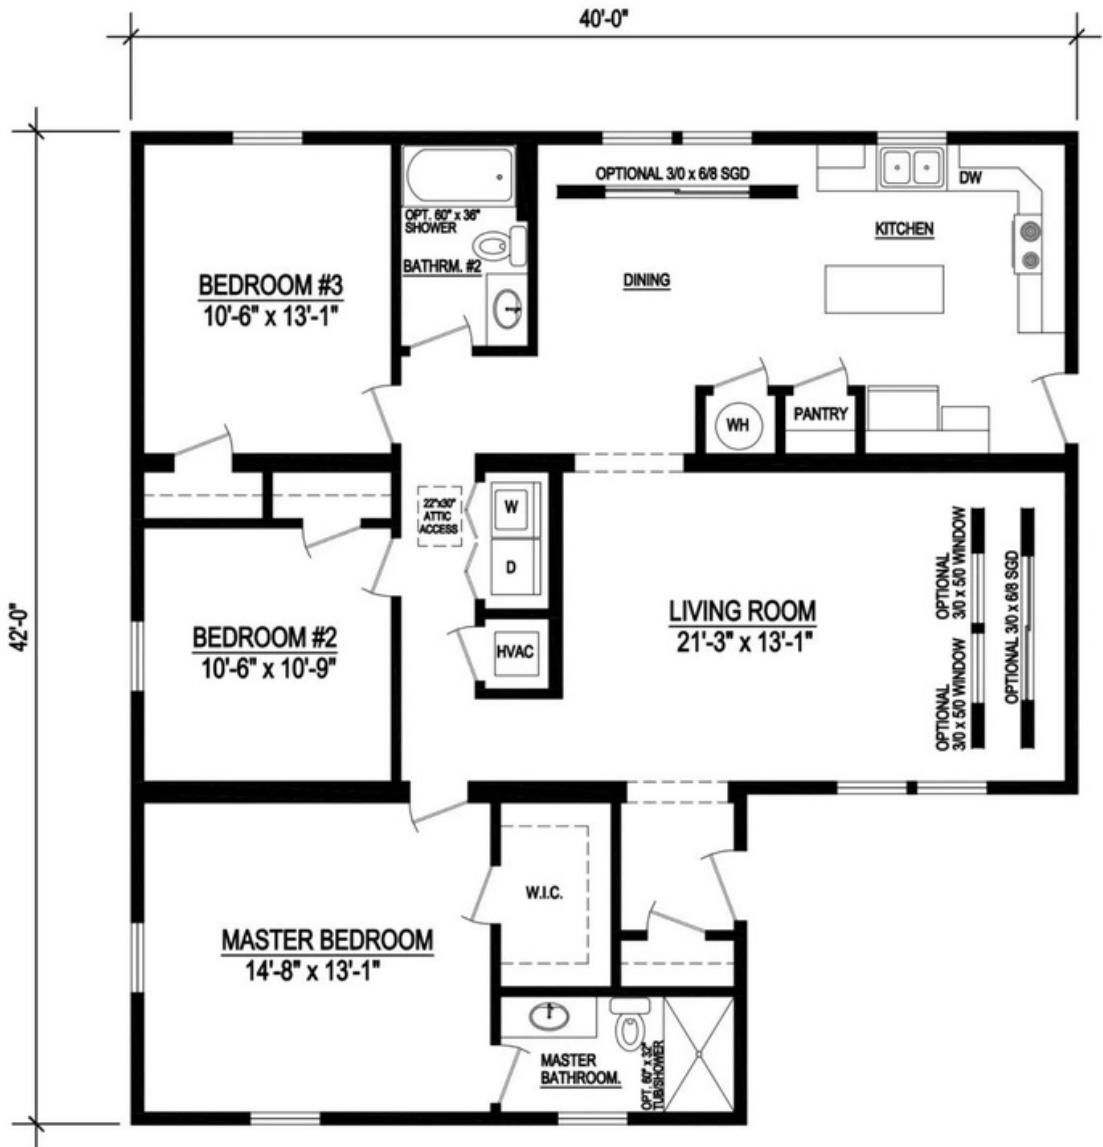 40'-0"
42'-0"
OPTIONAL 3/0 x 6/8 SGD
DW
OPT. 60" x 36"
SHOWER
KITCHEN
BATHRM. #2
DINING
BEDROOM #3
10'-6" x 13'-1"
WH
PANTRY
22"x30"
ATTIC
ACCESS
W
D
OPTIONAL
3/0 x 5/0 WINDOW
OPTIONAL 3/0 x 6/8 SGD
LIVING ROOM
21'-3" x 13'-1"
BEDROOM #2
10'-6" x 10'-9"
HVAC
OPTIONAL
3/0 x 5/0 WINDOW
W.I.C.
MASTER BEDROOM
14'-8" x 13'-1"
MASTER
BATHROOM.
OPT. 60" x 32"
TUB/SHOWER